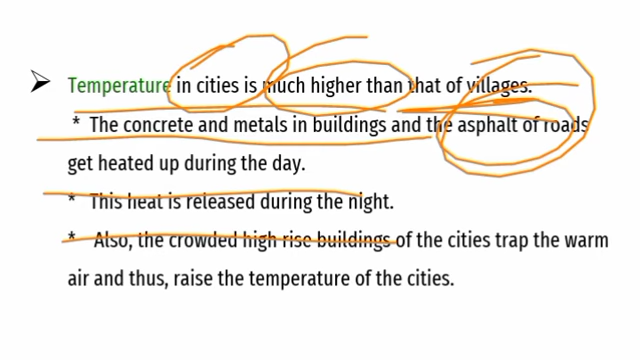 ➢ Temperature in cities is much higher than that of villages.
* The concrete and metals in buildings and the asphalt of roads
get heated up during the day.
* This heat is released during the night.
* Also, the crowded high rise buildings of the cities trap the warm
air and thus, raise the temperature of the cities.